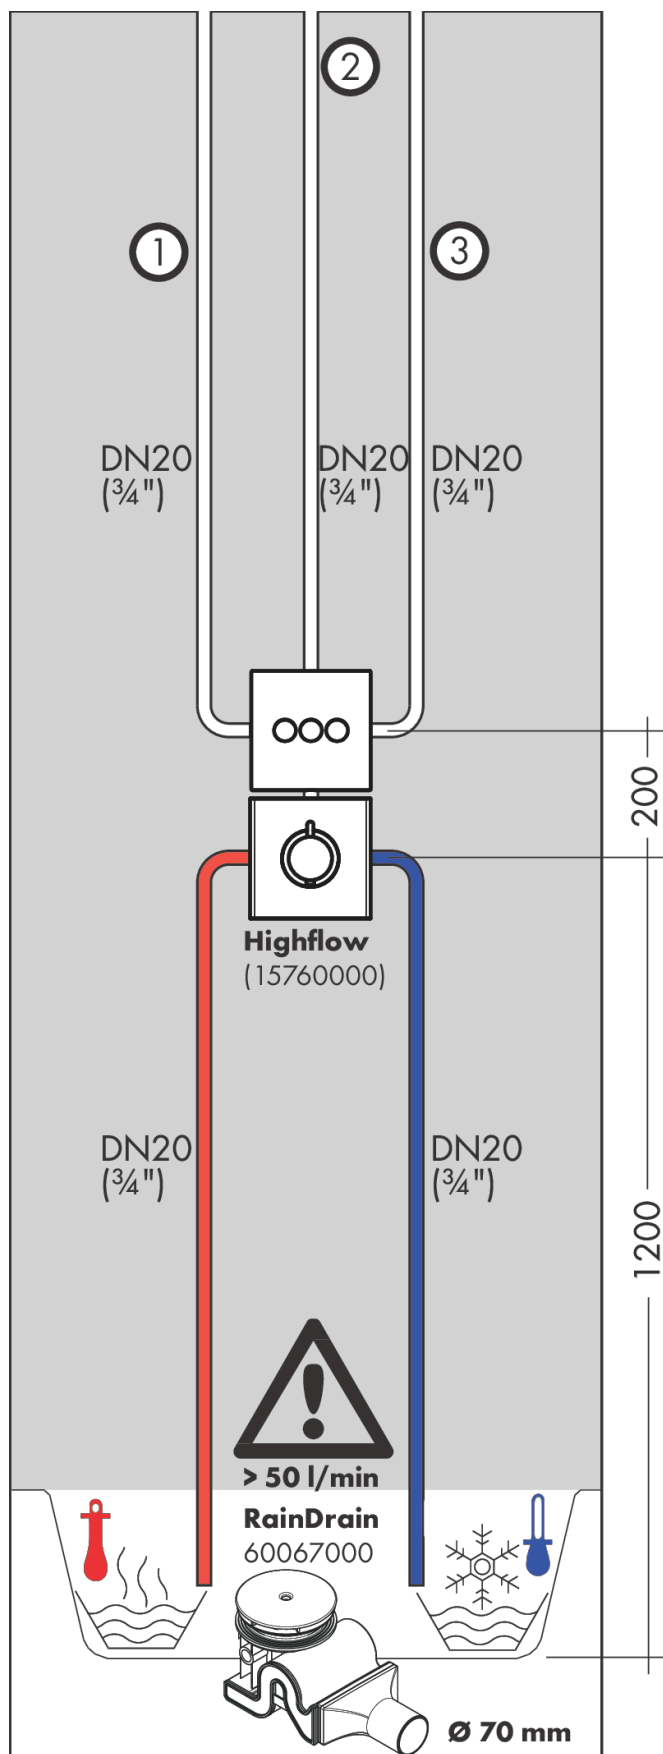 2
1
3
DN20 DN20 DN20
(¾") (¾") (¾")
200
Highflow
(15760000)
DN20 DN20
(¾") (¾")
1200
> 50 l/min
RainDrain
60067000
Ø 70 mm